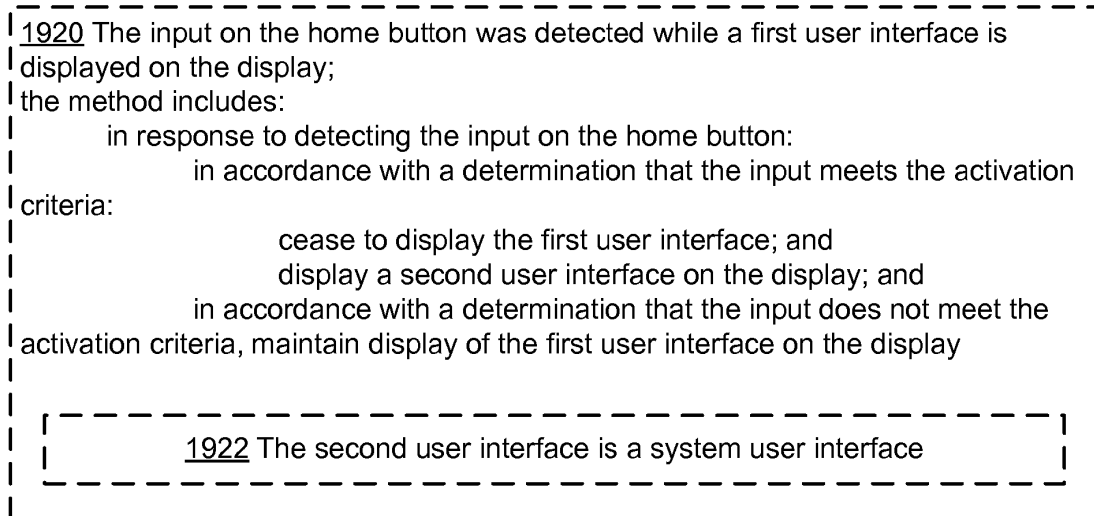 1920 The input on the home button was detected while a first user interface is
displayed on the display;
the method includes:
in response to detecting the input on the home button:
in accordance with a determination that the input meets the activation
criteria:
cease to display the first user interface; and
display a second user interface on the display; and
in accordance with a determination that the input does not meet the
activation criteria, maintain display of the first user interface on the display
1922 The second user interface is a system user interface